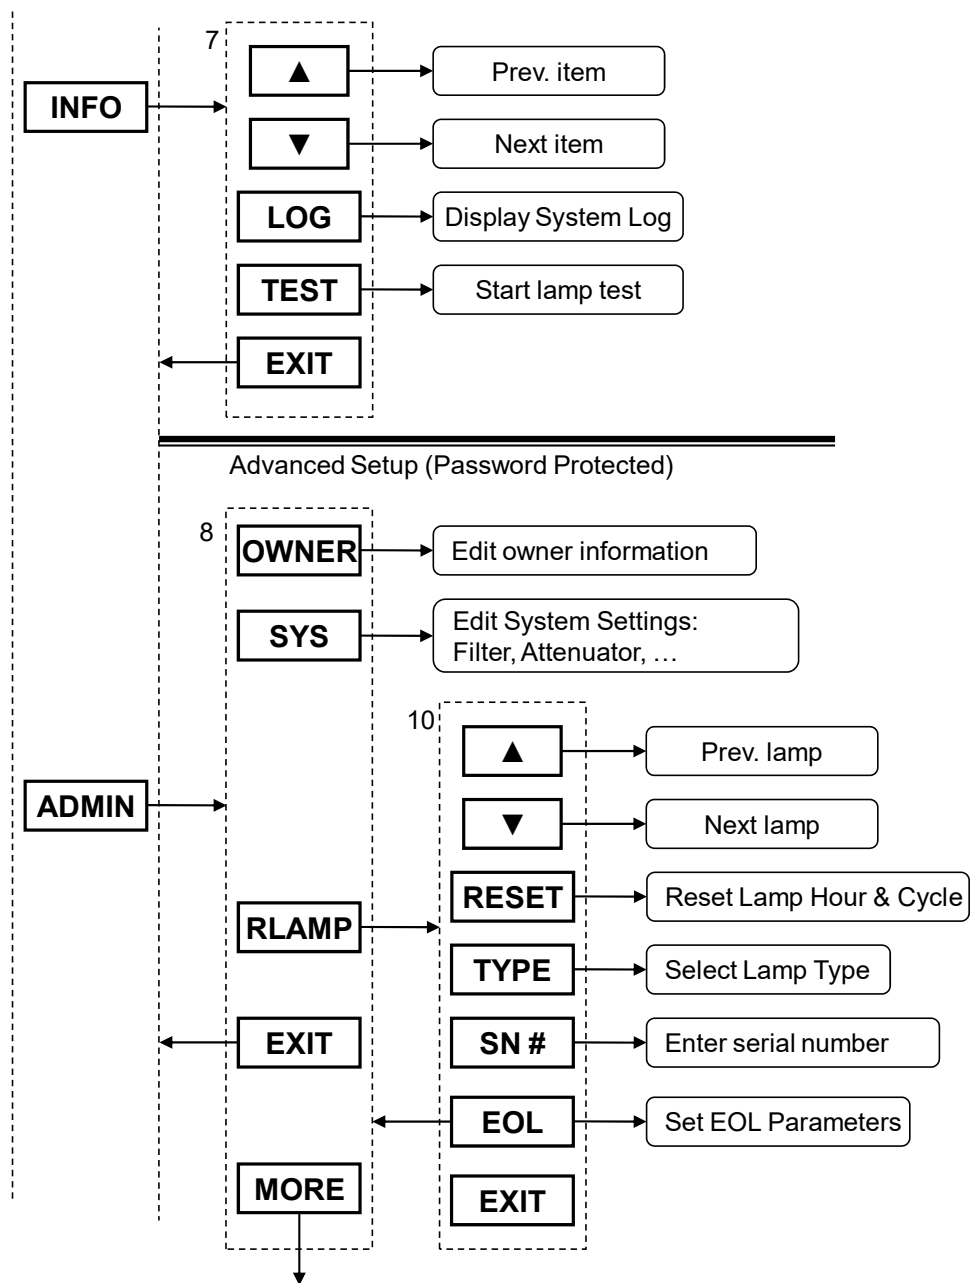 7
▲
Prev. item
INFO
▼
Next item
LOG
Display System Log
TEST
Start lamp test
EXIT
Advanced Setup (Password Protected)
8
OWNER
Edit owner information
SYS
Edit System Settings:
Filter, Attenuator, …
10
▲
Prev. lamp
ADMIN
▼
Next lamp
RESET
Reset Lamp Hour & Cycle
RLAMP
TYPE
Select Lamp Type
EXIT
SN #
Enter serial number
EOL
Set EOL Parameters
MORE
EXIT